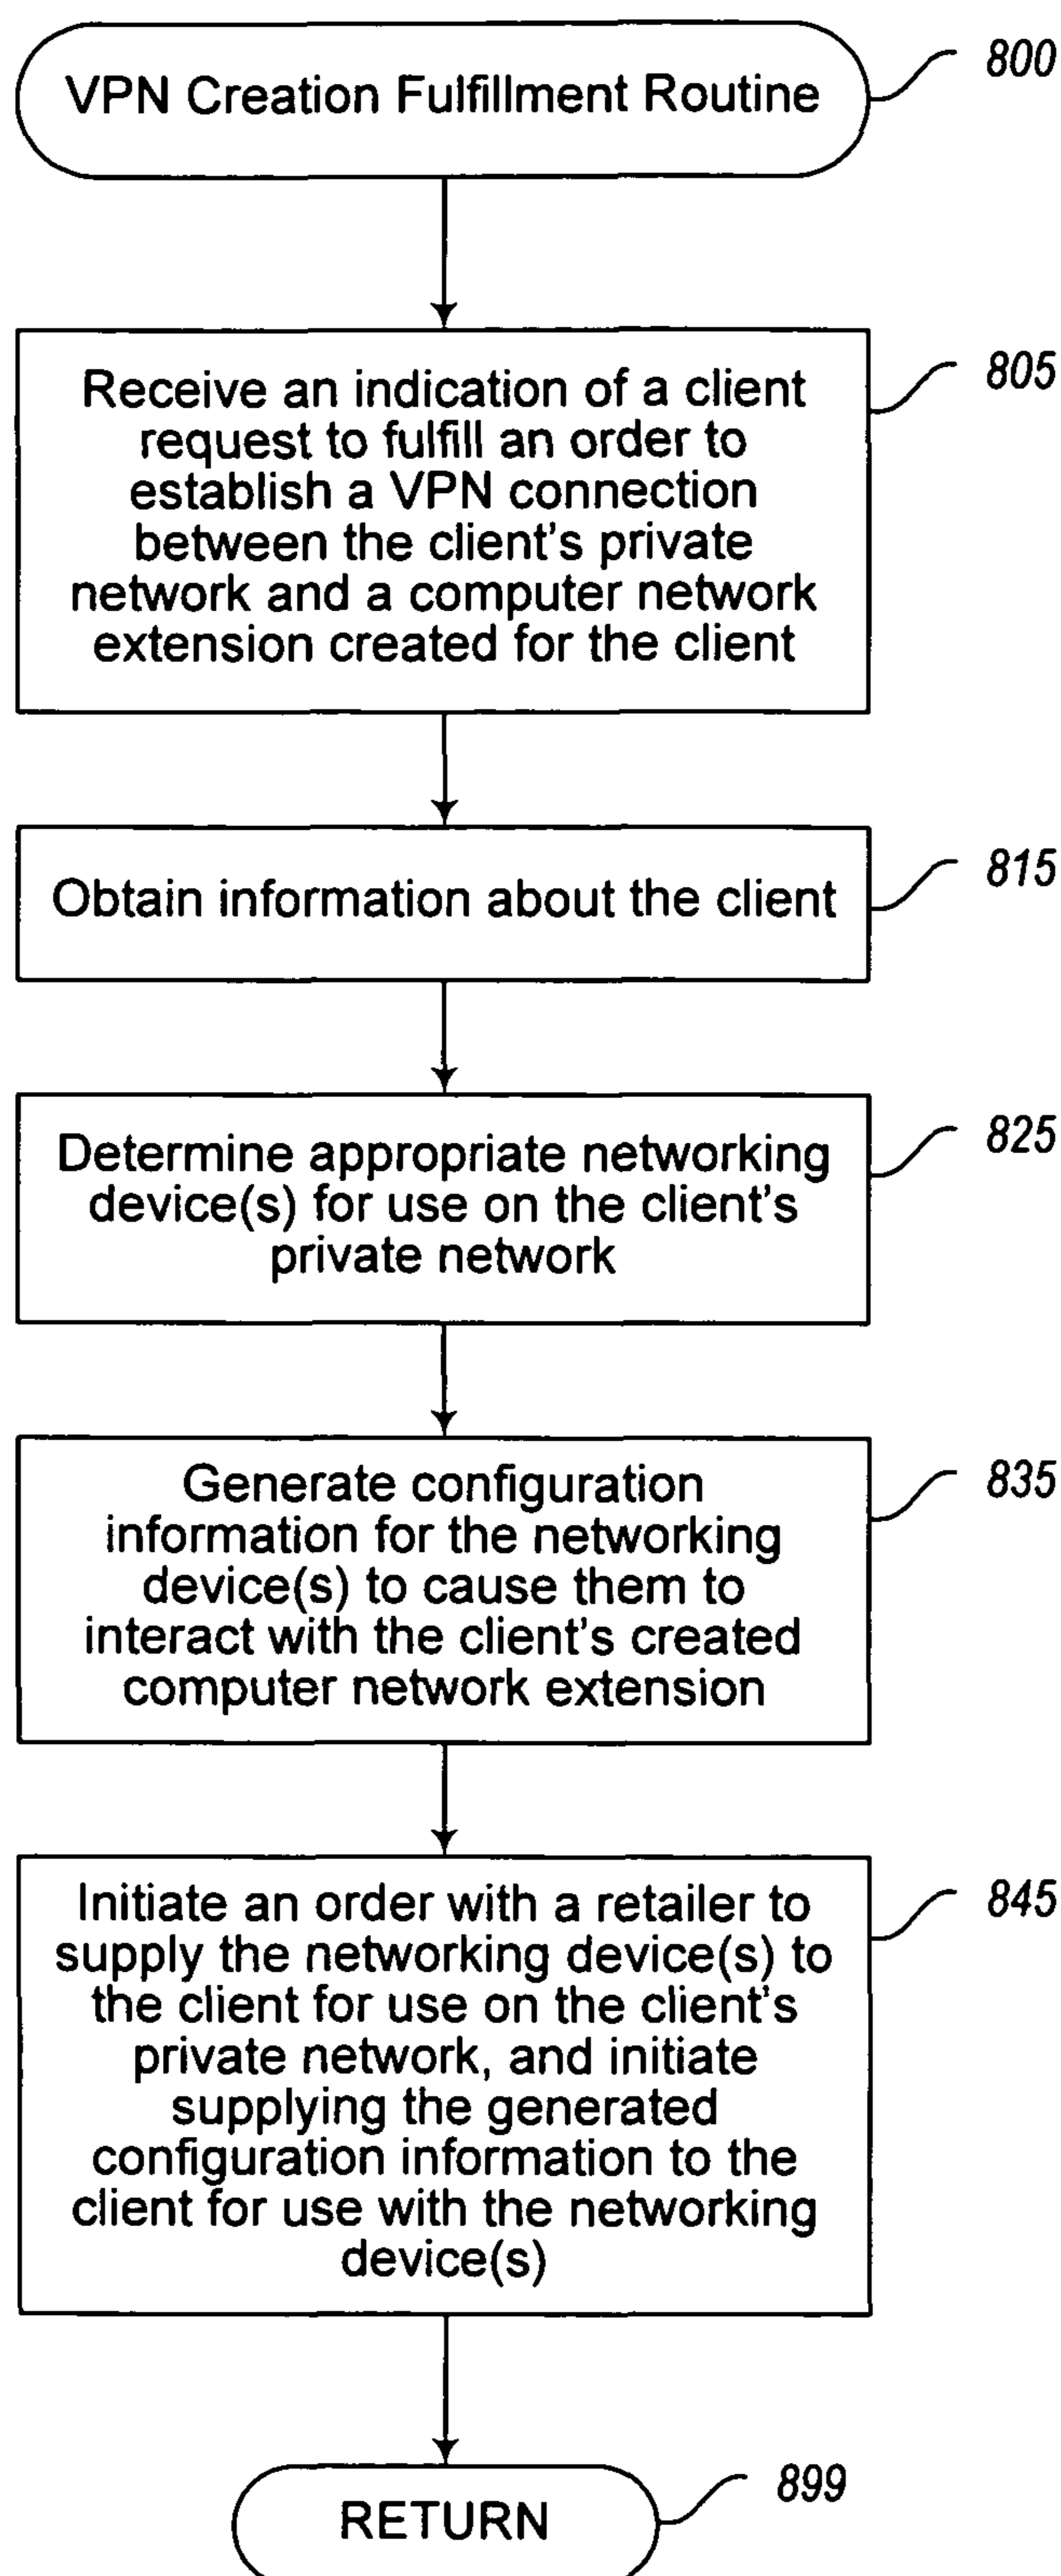 VPN Creation Fulfillment Routine
800
Receive an indication of a client
request to fulfill an order to
establish a VPN connection
between the client's private
network and a computer network
extension created for the client
805
Obtain information about the client
815
Determine appropriate networking
device(s) for use on the client's
private network
825
Generate configuration
information for the networking
device(s) to cause them to
interact with the client's created
computer network extension
835
Initiate an order with a retailer to
supply the networking device(s) to
the client for use on the client's
private network, and initiate
supplying the generated
configuration information to the
client for use with the networking
device(s)
845
RETURN
899